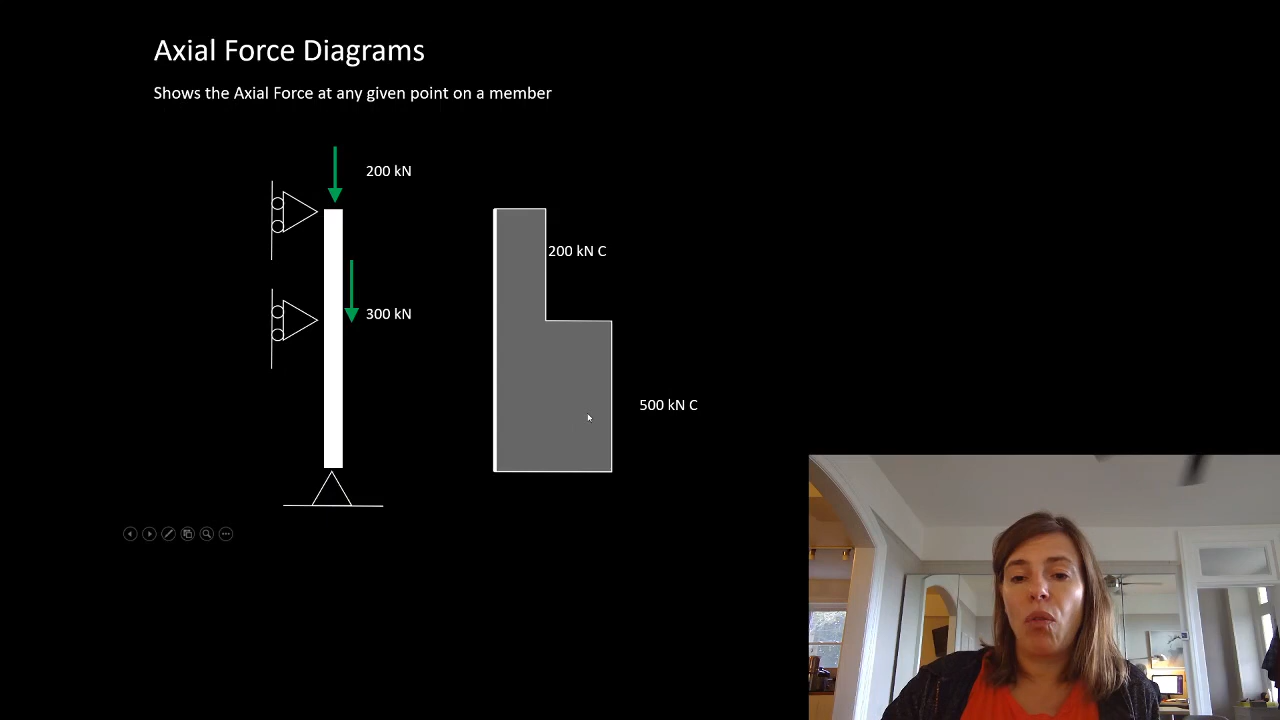 Axial Force Diagrams
Shows the Axial Force at any given point on a member
200 kN
200 kN C
300 kN
500 kN C